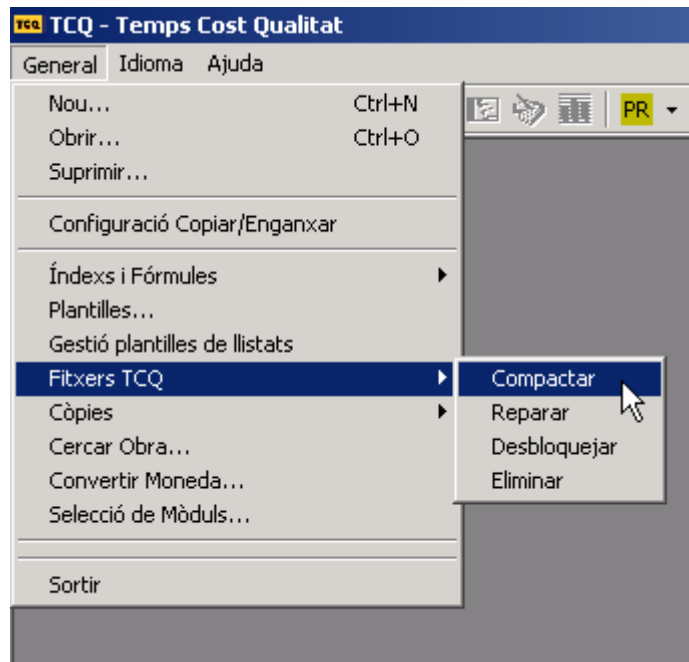 TCQ TCQ - Temps Cost Qualitat
General Idioma Ajuda
PR
Nou... Ctrl+N
Obrir... Ctrl+O
Suprimir...
Configuració Copiar/Enganxar
Índexs i Fórmules
Plantilles...
Gestió plantilles de llistats
Fitxers TCQ
Còpies
Cercar Obra...
Convertir Moneda...
Selecció de Mòduls...
Sortir
Compactar
Reparar
Desbloquejar
Eliminar